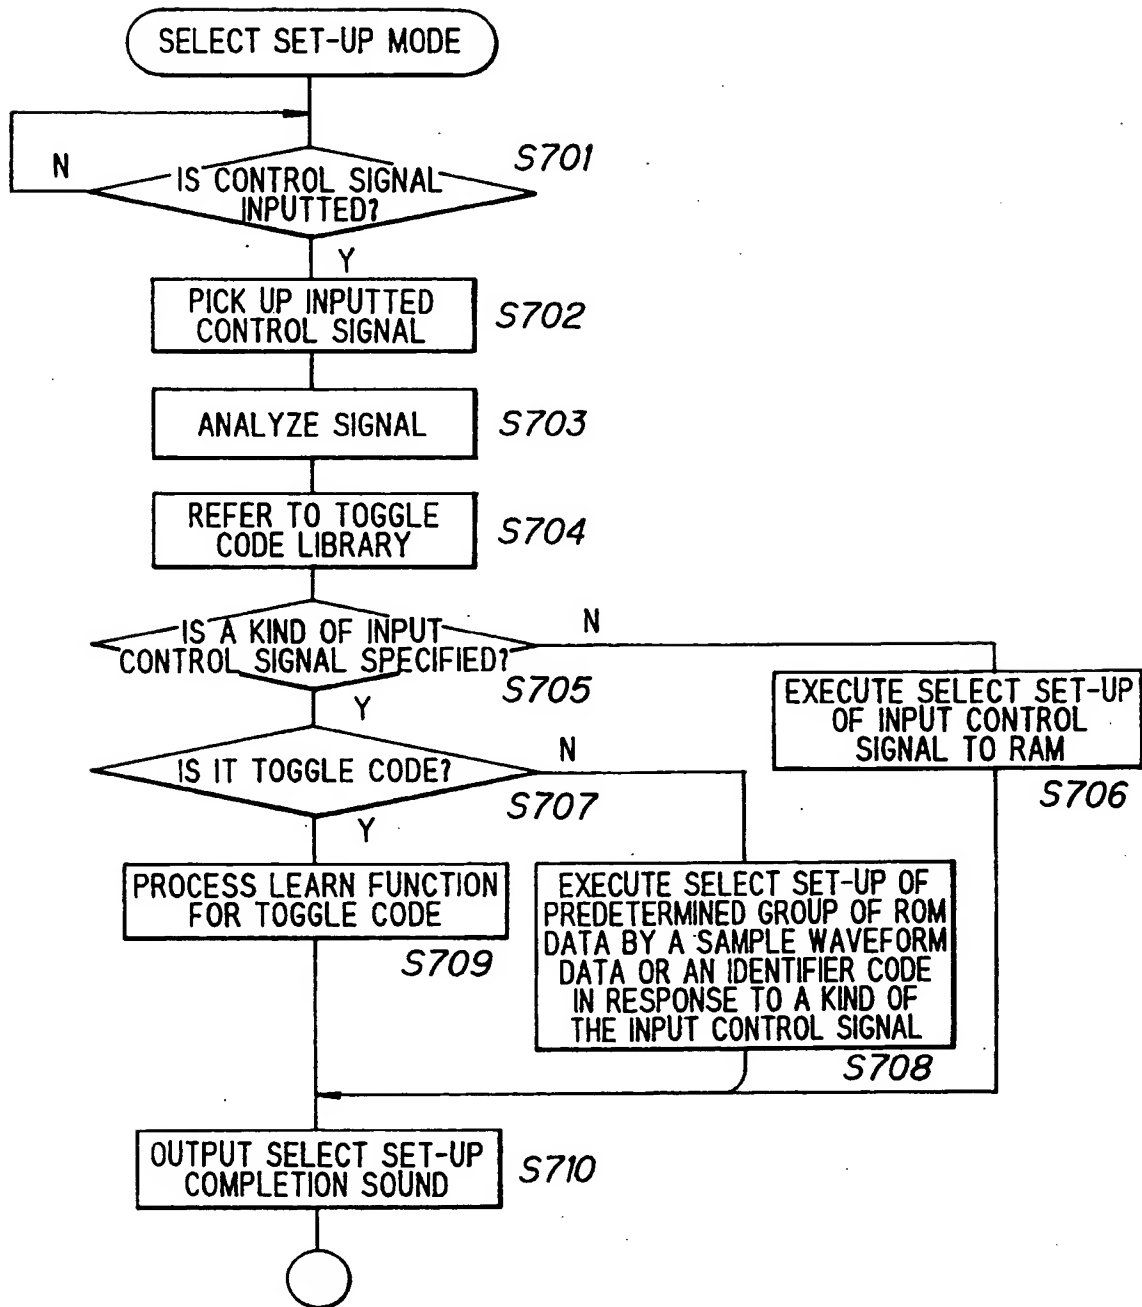 SELECT SET-UP MODE
S701
N
IS CONTROL SIGNAL
INPUTTED?
Y
PICK UP INPUTTED
CONTROL SIGNAL
S702
ANALYZE SIGNAL
S703
REFER TO TOGGLE
CODE LIBRARY
S704
IS A KIND OF INPUT
CONTROL SIGNAL SPECIFIED?
N
S705
Y
EXECUTE SELECT SET-UP
OF INPUT CONTROL
SIGNAL TO RAM
S706
IS IT TOGGLE CODE?
N
S707
Y
PROCESS LEARN FUNCTION
FOR TOGGLE CODE
S709
EXECUTE SELECT SET-UP OF
PREDETERMINED GROUP OF ROM
DATA BY A SAMPLE WAVEFORM
DATA OR AN IDENTIFIER CODE
IN RESPONSE TO A KIND OF
THE INPUT CONTROL SIGNAL
S708
OUTPUT SELECT SET-UP
COMPLETION SOUND
S710